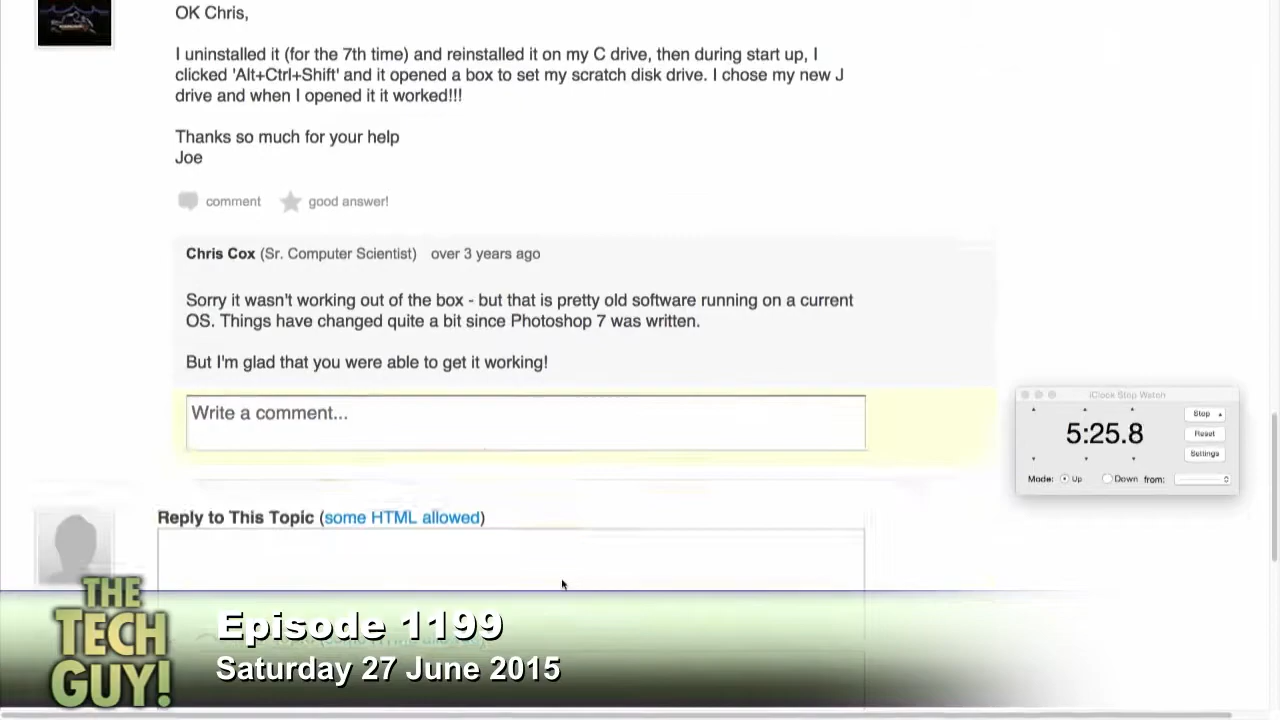 OK Chris,
I uninstalled it (for the 7th time) and reinstalled it on my C drive, then during start up, I
clicked 'Alt+Ctrl+Shift' and it opened a box to set my scratch disk drive. I chose my new J
drive and when I opened it it worked!!!
Thanks so much for your help
Joe
comment good answer!
Chris Cox (Sr. Computer Scientist) over 3 years ago
Sorry it wasn't working out of the box - but that is pretty old software running on a current
OS. Things have changed quite a bit since Photoshop 7 was written.
But I'm glad that you were able to get it working!
Write a comment...
iClock Stop Watch
Stop
5:25.8
Reset
Settings
Mode: Up Down from:
Reply to This Topic (some HTML allowed)
THE
TECH
GUY!
Episode 1199
Saturday 27 June 2015